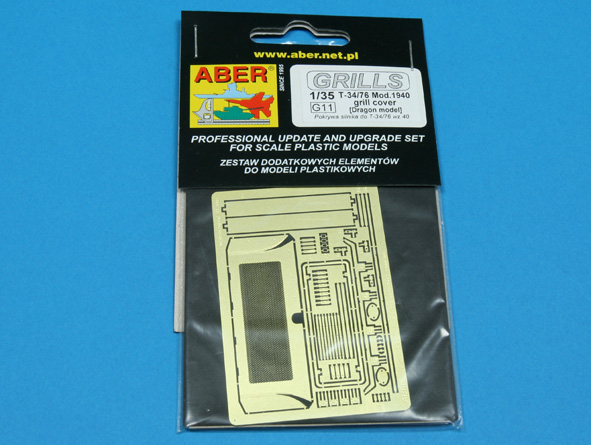 www.aber.net.pl
ABER®
SINCE 1995
GRILLS
1/35 T-34/76 Mod.1940
G11 grill cover
[Dragon model]
Pokrywa silnika do T-34/76 wz.40
PROFESSIONAL UPDATE AND UPGRADE SET
FOR SCALE PLASTIC MODELS
ZESTAW DODATKOWYCH ELEMENTÓW
DO MODELI PLASTIKOWYCH